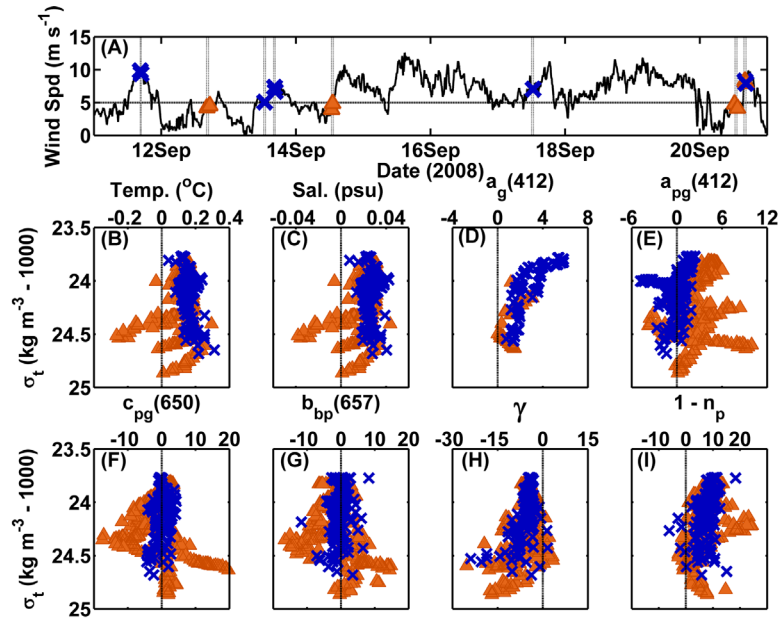 (A)
Wind Spd (m s⁻¹)
15
10
5
0
12Sep 14Sep 16Sep 18Sep 20Sep
Date (2008)
Temp. (°C) Sal. (psu) a_g(412) a_pg(412)
-0.2 0 0.2 0.4 -0.04 0 0.04 -4 0 4 8 -6 0 6 12
(B) (C) (D) (E)
σ_t (kg m⁻³ - 1000)
23.5
24
24.5
25
c_pg(650) b_bp(657) γ 1 - n_p
-10 0 10 20 -10 0 10 20 -25 -15 0 15 -10 0 10 20
(F) (G) (H) (I)
σ_t (kg m⁻³ - 1000)
23.5
24
24.5
25